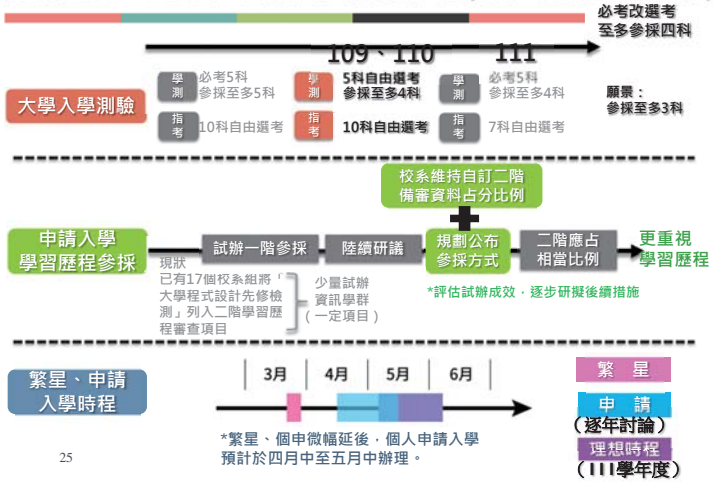 必考改選考
至多參採四科
109、110
111
大學入學測驗
學測
必考5科
參採至多5科
學測
5科自由選考
參採至多4科
學測
必考5科
參採至多4科
願景：
參採至多3科
指考
10科自由選考
指考
10科自由選考
指考
7科自由選考
校系維持自訂二階
備審資料占分比例
申請入學
學習歷程參採
試辦一階參採
陸續研議
規劃公布
參採方式
二階應占
相當比例
更重視
學習歷程
現狀
已有17個校系組將「
大學程式設計先修檢
測」列入二階學習歷
程審查項目
少量試辦
資訊學群
（一定項目）
*評估試辦成效，逐步研擬後續措施
繁星、申請
入學時程
3月
4月
5月
6月
繁 星
申 請
（逐年討論）
理想時程
（111學年度）
*繁星、個申微幅延後，個人申請入學
預計於四月中至五月中辦理。
25